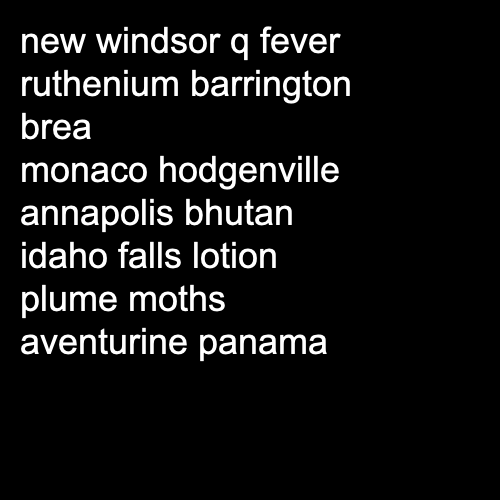 new windsor q fever
ruthenium barrington
brea
monaco hodgenville
annapolis bhutan
idaho falls lotion
plume moths
aventurine panama